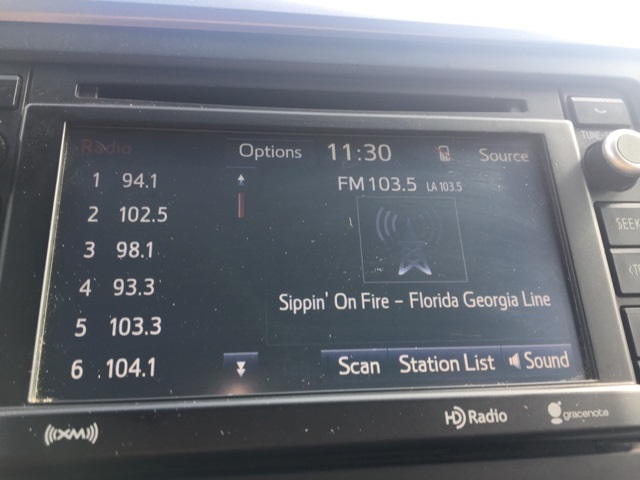 Radio Options 11:30 Source
1 94.1
2 102.5
3 98.1
4 93.3
5 103.3
6 104.1
FM 103.5 LA 103.5
Sippin' On Fire - Florida Georgia Line
Scan Station List Sound
TUNE
SEEK
((XM))
HD Radio
gracenote